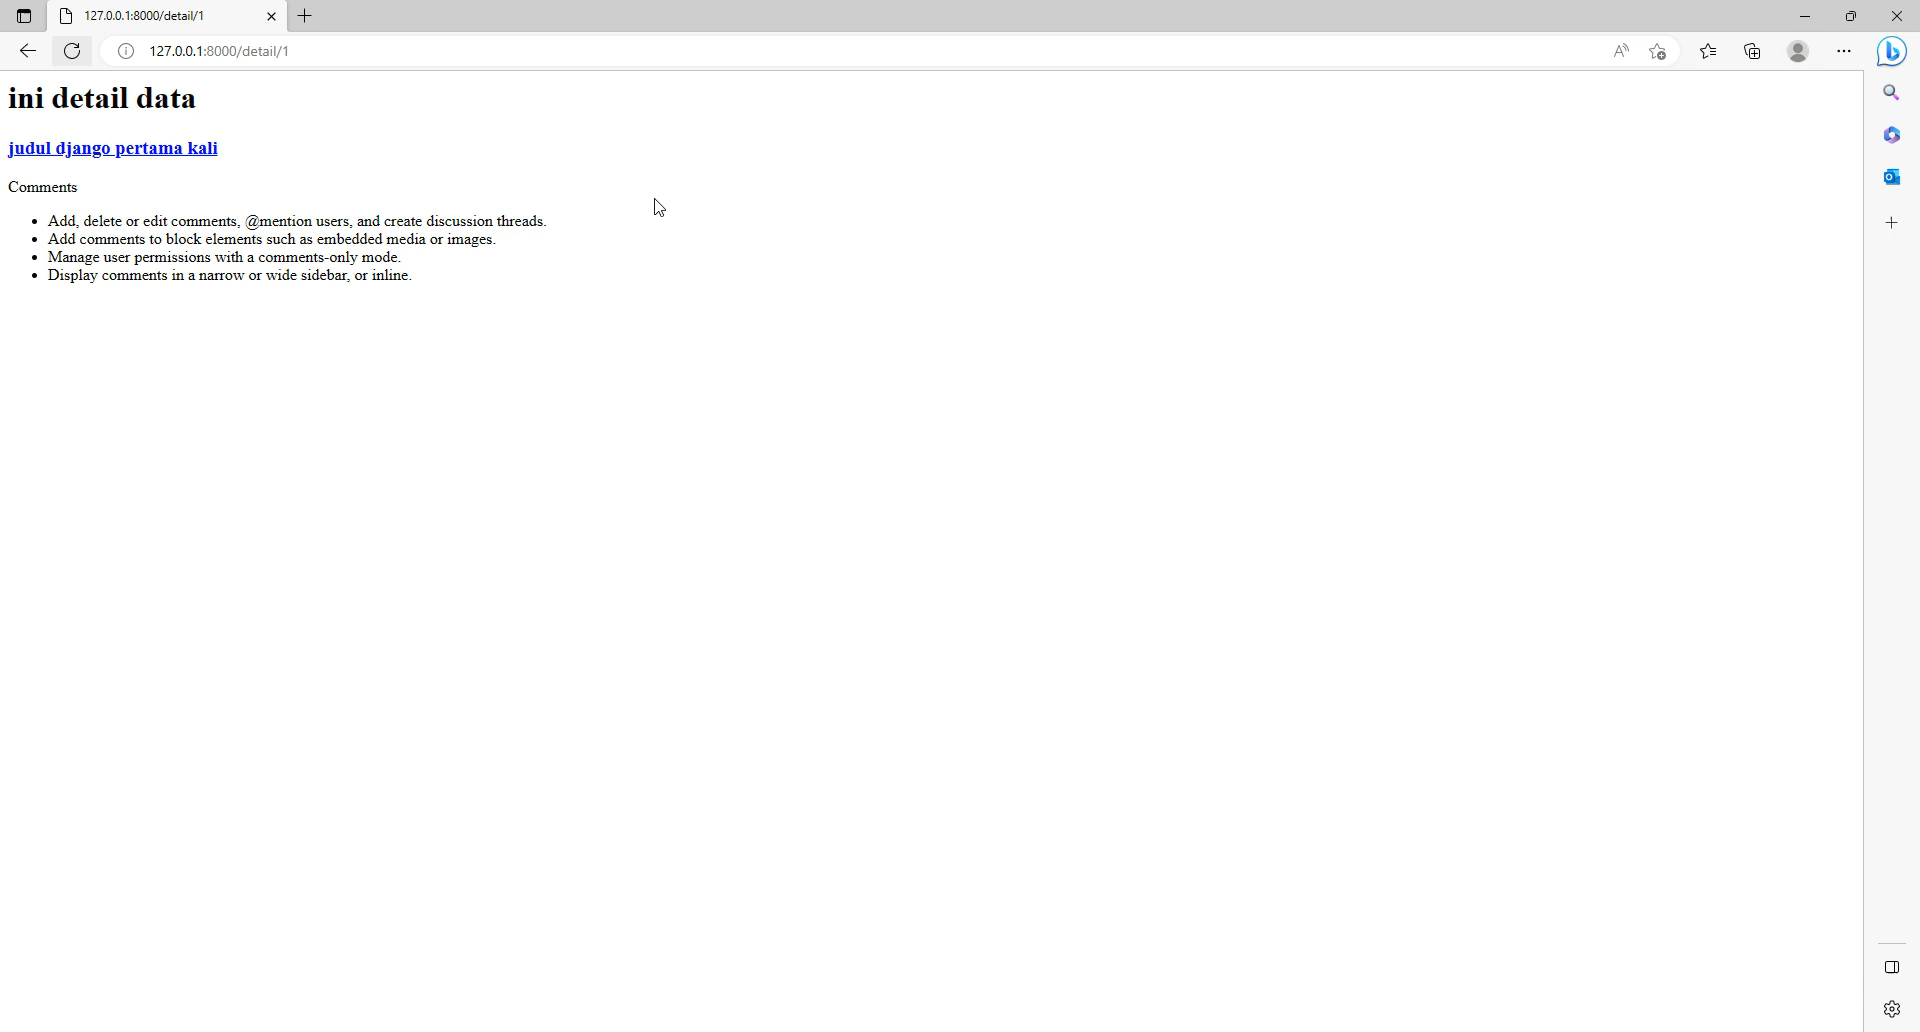 127.0.0.1:8000/detail/1
127.0.0.1:8000/detail/1
ini detail data
judul django pertama kali
Comments
Add, delete or edit comments, @mention users, and create discussion threads.
Add comments to block elements such as embedded media or images.
Manage user permissions with a comments-only mode.
Display comments in a narrow or wide sidebar, or inline.